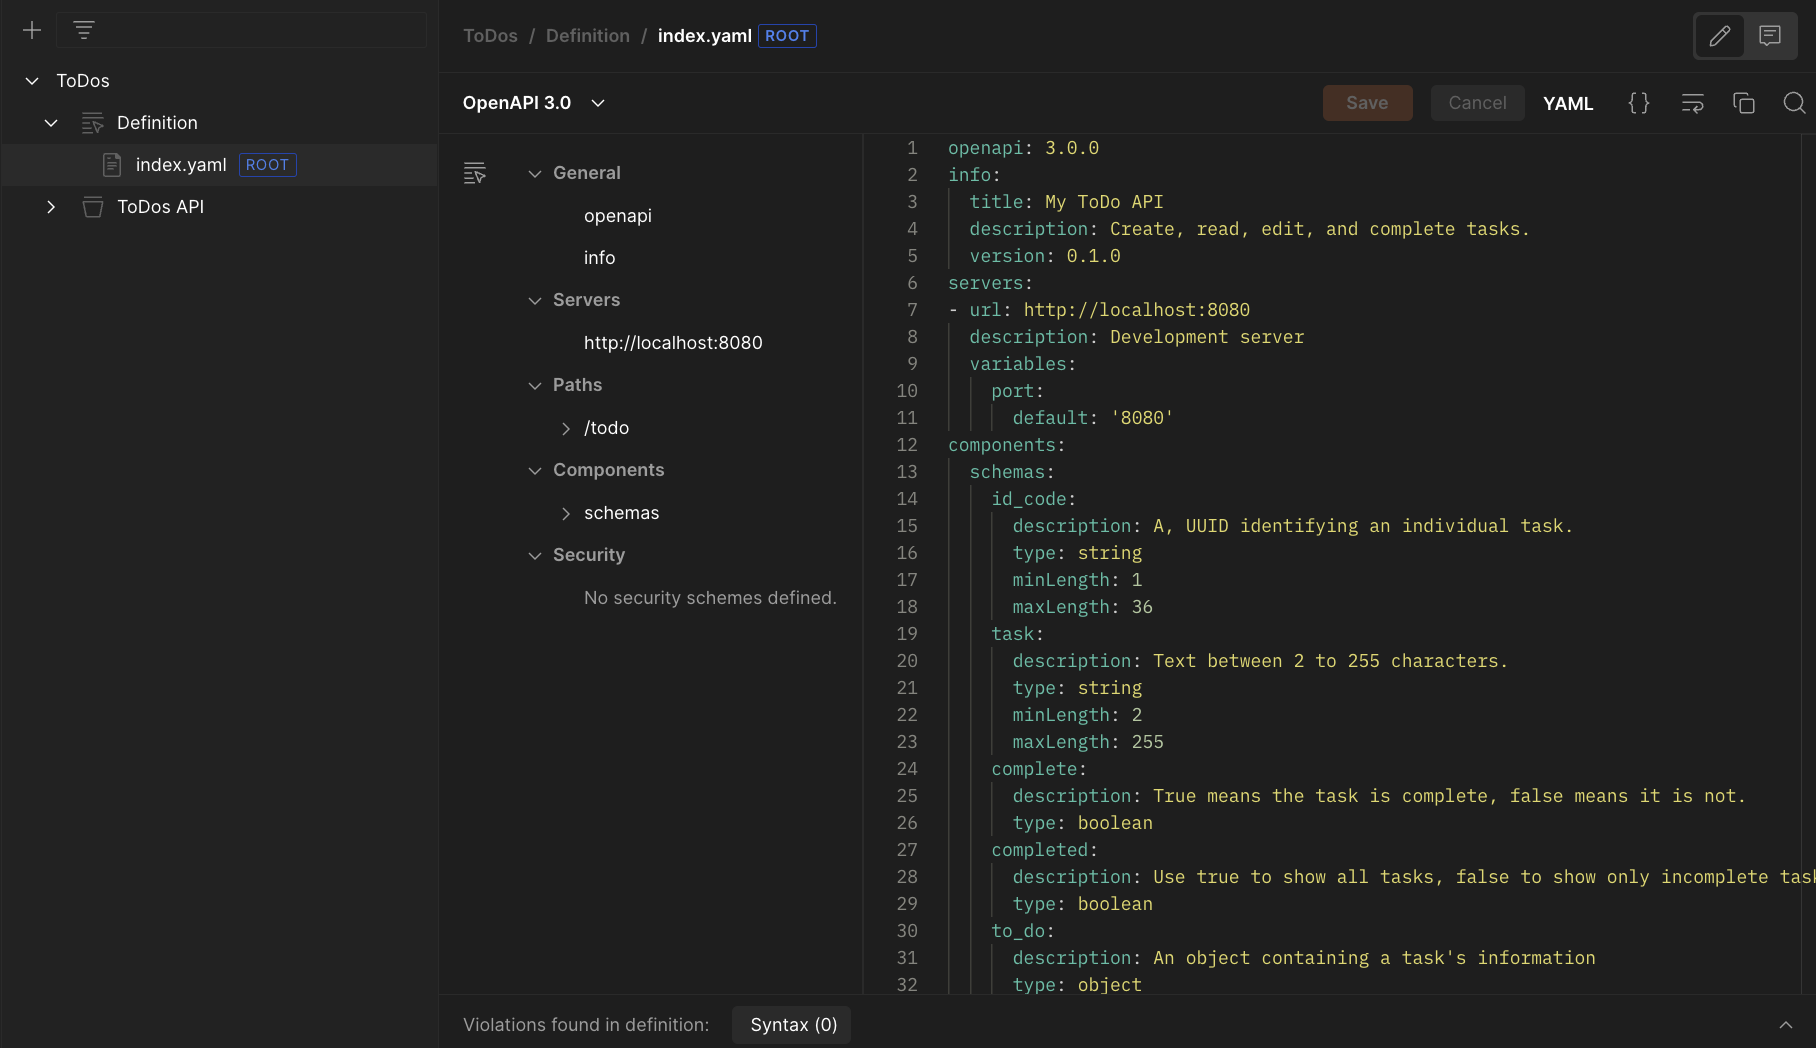 ToDos
Definition
index.yaml ROOT
ToDos API
ToDos / Definition / index.yaml ROOT
OpenAPI 3.0
Save Cancel YAML {}
General
openapi
info
Servers
http://localhost:8080
Paths
/todo
Components
schemas
Security
No security schemes defined.
1 openapi: 3.0.0
2 info:
3 title: My ToDo API
4 description: Create, read, edit, and complete tasks.
5 version: 0.1.0
6 servers:
7 - url: http://localhost:8080
8 description: Development server
9 variables:
10 port:
11 default: '8080'
12 components:
13 schemas:
14 id_code:
15 description: A, UUID identifying an individual task.
16 type: string
17 minLength: 1
18 maxLength: 36
19 task:
20 description: Text between 2 to 255 characters.
21 type: string
22 minLength: 2
23 maxLength: 255
24 complete:
25 description: True means the task is complete, false means it is not.
26 type: boolean
27 completed:
28 description: Use true to show all tasks, false to show only incomplete task
29 type: boolean
30 to_do:
31 description: An object containing a task's information
32 type: object
Violations found in definition: Syntax (0)